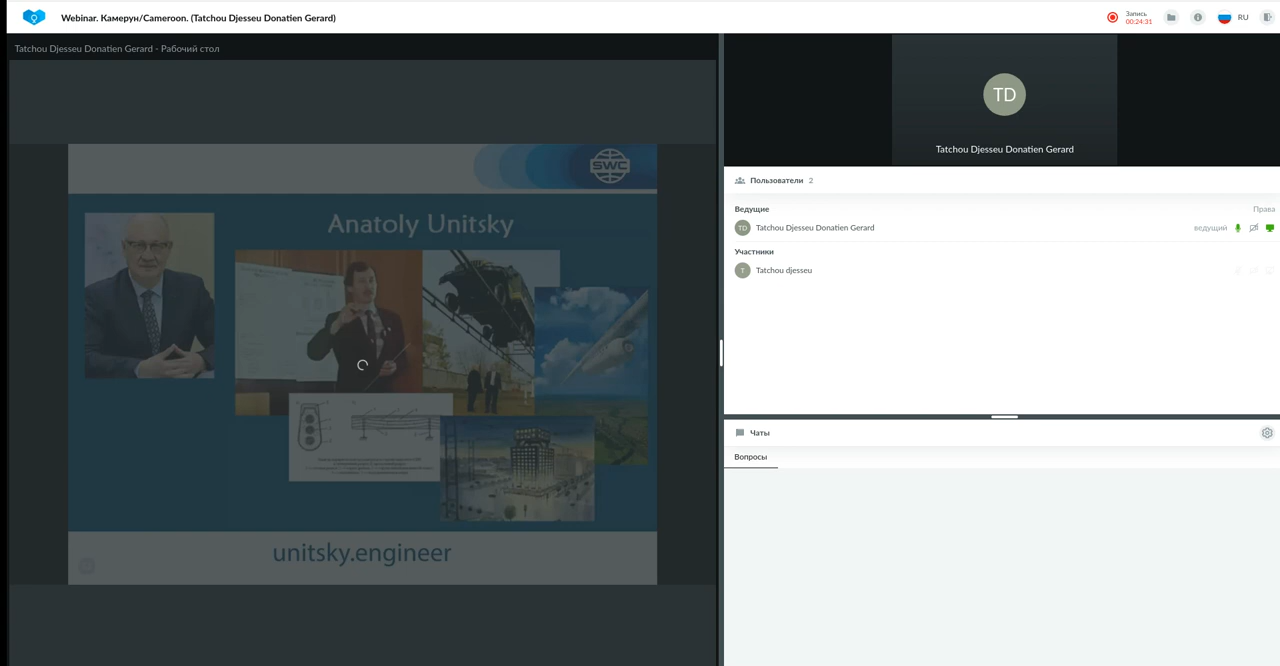 Webinar. Камерун/Cameroon. (Tatchou Djesseu Donatien Gerard)
Запись
00:24:31
RU
Tatchou Djesseu Donatien Gerard - Рабочий стол
SWC
Anatoly Unitsky
unitsky.engineer
TD
Tatchou Djesseu Donatien Gerard
Пользователи 2
Ведущие
Права
TD
Tatchou Djesseu Donatien Gerard
ведущий
Участники
T
Tatchou djesseu
Чаты
Вопросы